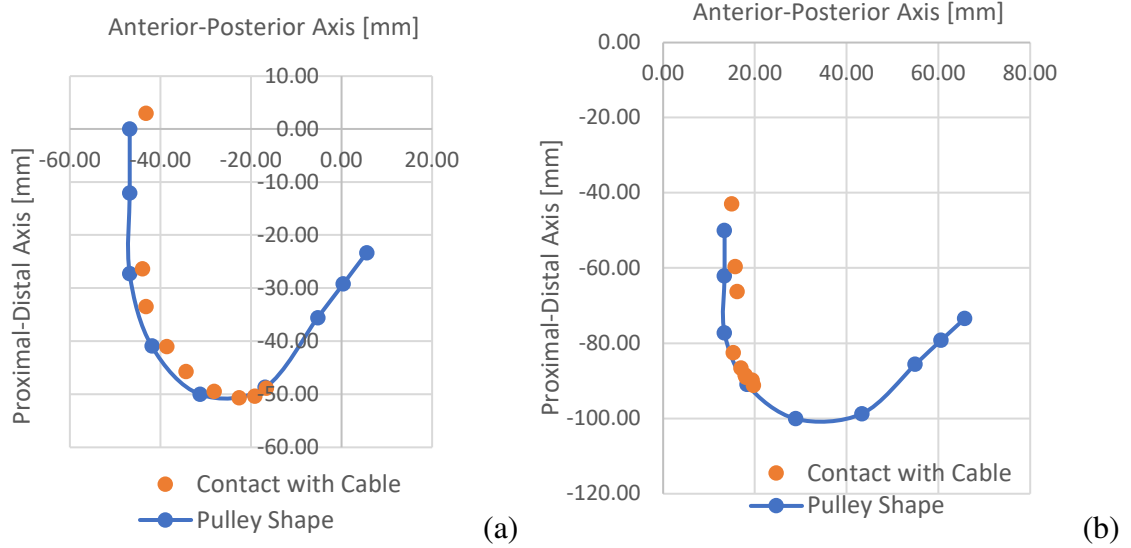 Anterior-Posterior Axis [mm]
10.00
0.00
-60.00 -40.00 -20.00 0.00 20.00
-10.00
-20.00
-30.00
-40.00
-50.00
-60.00
Proximal-Distal Axis [mm]
Contact with Cable
Pulley Shape
(a)
Anterior-Posterior Axis [mm]
0.00
0.00 20.00 40.00 60.00 80.00
-20.00
-40.00
-60.00
-80.00
-100.00
-120.00
Proximal-Distal Axis [mm]
Contact with Cable
Pulley Shape
(b)